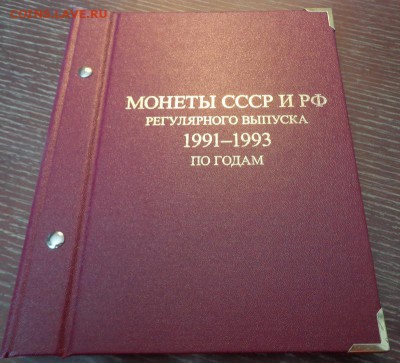 МОНЕТЫ СССР И РФ
РЕГУЛЯРНОГО ВЫПУСКА
1991–1993
ПО ГОДАМ